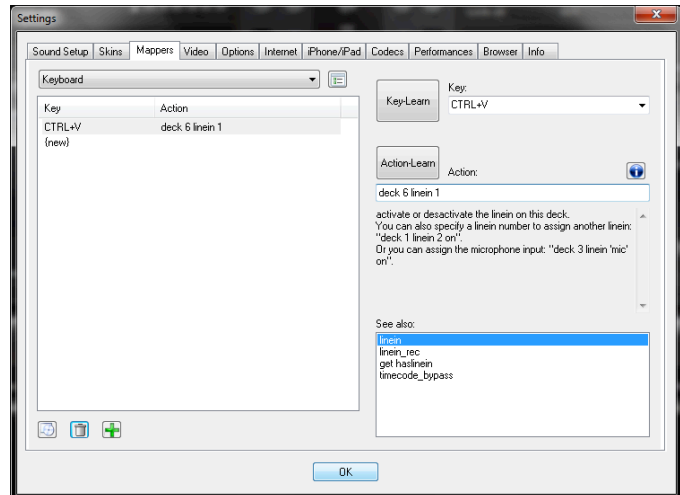 Settings
Sound Setup Skins Mappers Video Options Internet iPhone/iPad Codecs Performances Browser Info
Keyboard
Key Action
CTRL+V deck 6 linein 1
{new}
Key-Learn
Key:
CTRL+V
Action-Learn
Action:
deck 6 linein 1
activate or desactivate the linein on this deck.
You can also specify a linein number to assign another linein:
"deck 1 linein 2 on".
Or you can assign the microphone input: "deck 3 linein 'mic'
on".
See also:
linein
linein_rec
get haslinein
timecode_bypass
OK